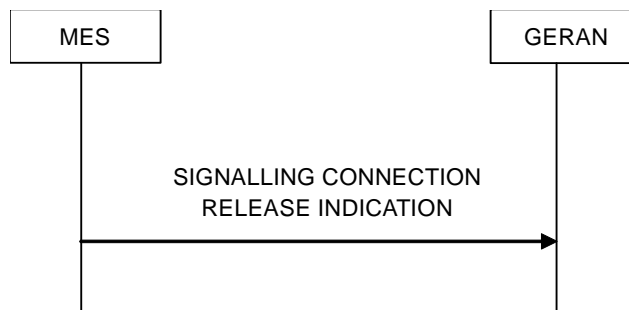 MES
GERAN
SIGNALLING CONNECTION
RELEASE INDICATION